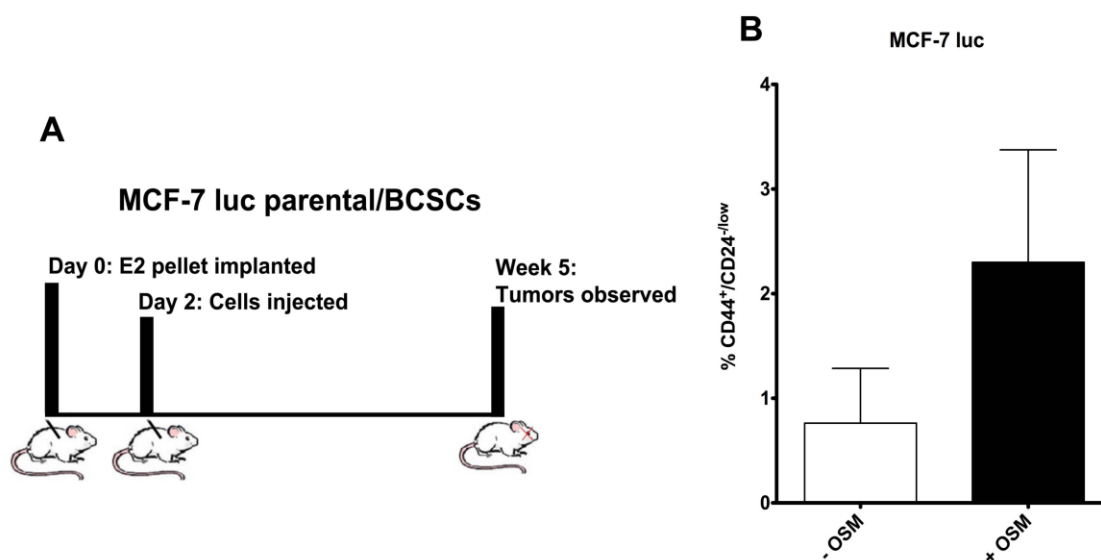 A
MCF-7 luc parental/BCSCs
Day 0: E2 pellet implanted
Day 2: Cells injected
Week 5:
Tumors observed
B
MCF-7 luc
% CD44⁺/CD24⁻/ˡᵒʷ
4
3
2
1
0
- OSM
+ OSM